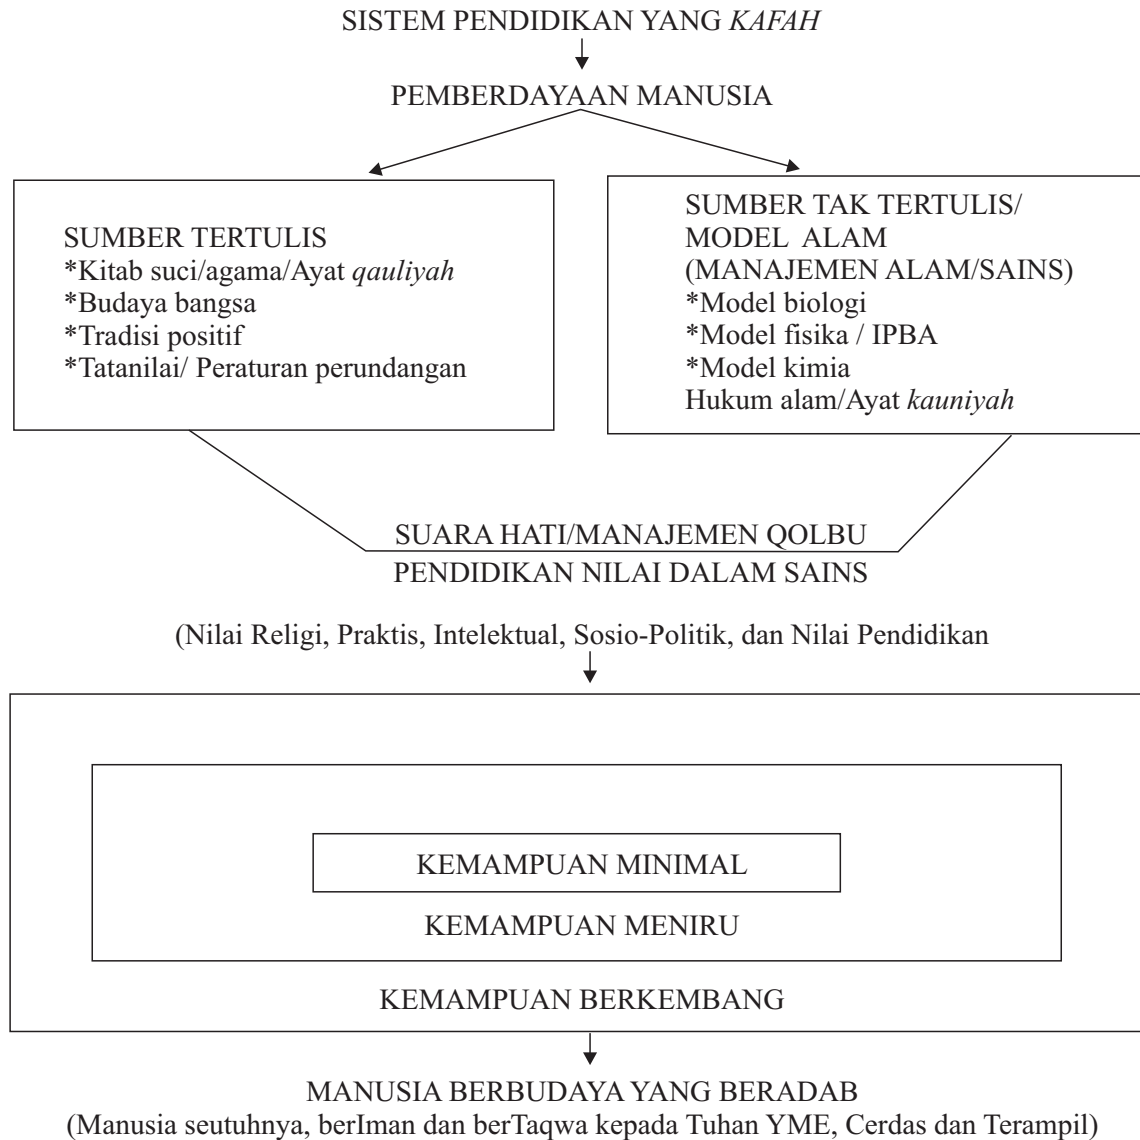 SISTEM PENDIDIKAN YANG KAFAH
PEMBERDAYAAN MANUSIA
SUMBER TERTULIS
*Kitab suci/agama/Ayat qauliyah
*Budaya bangsa
*Tradisi positif
*Tatanilai/ Peraturan perundangan
SUMBER TAK TERTULIS/
MODEL ALAM
(MANAJEMEN ALAM/SAINS)
*Model biologi
*Model fisika / IPBA
*Model kimia
Hukum alam/Ayat kauniyah
SUARA HATI/MANAJEMEN QOLBU
PENDIDIKAN NILAI DALAM SAINS
(Nilai Religi, Praktis, Intelektual, Sosio-Politik, dan Nilai Pendidikan
KEMAMPUAN MINIMAL
KEMAMPUAN MENIRU
KEMAMPUAN BERKEMBANG
MANUSIA BERBUDAYA YANG BERADAB
(Manusia seutuhnya, berIman dan berTaqwa kepada Tuhan YME, Cerdas dan Terampil)